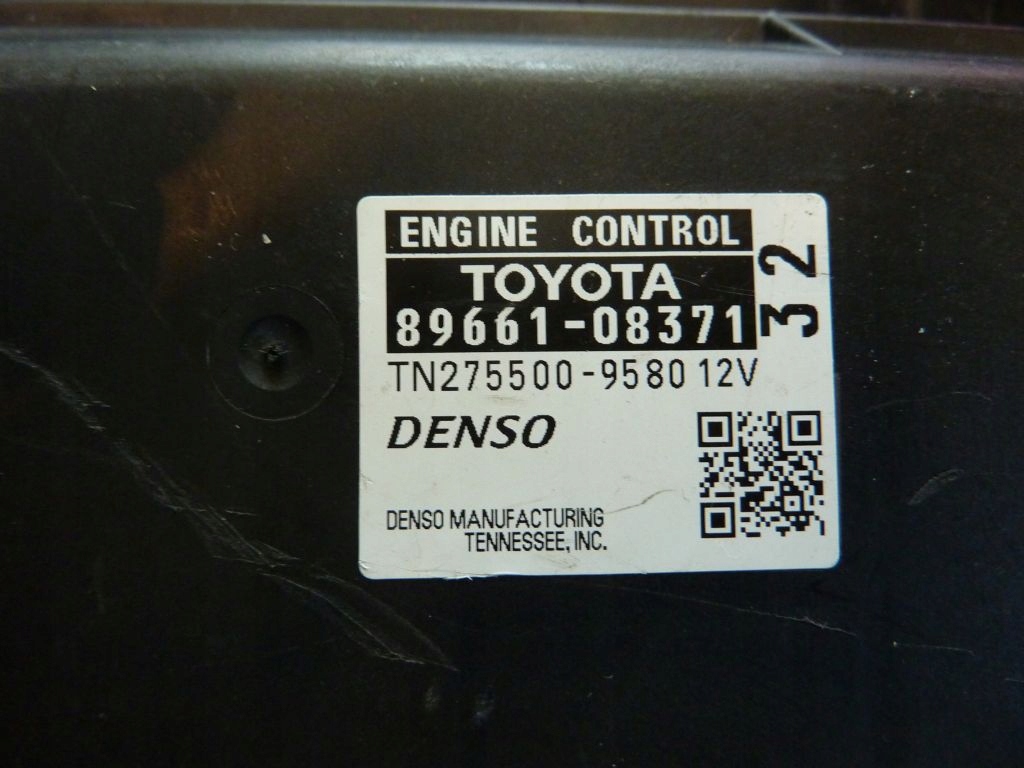 ENGINE CONTROL
TOYOTA
89661-08371
32
TN275500-9580 12V
DENSO
DENSO MANUFACTURING
TENNESSEE, INC.